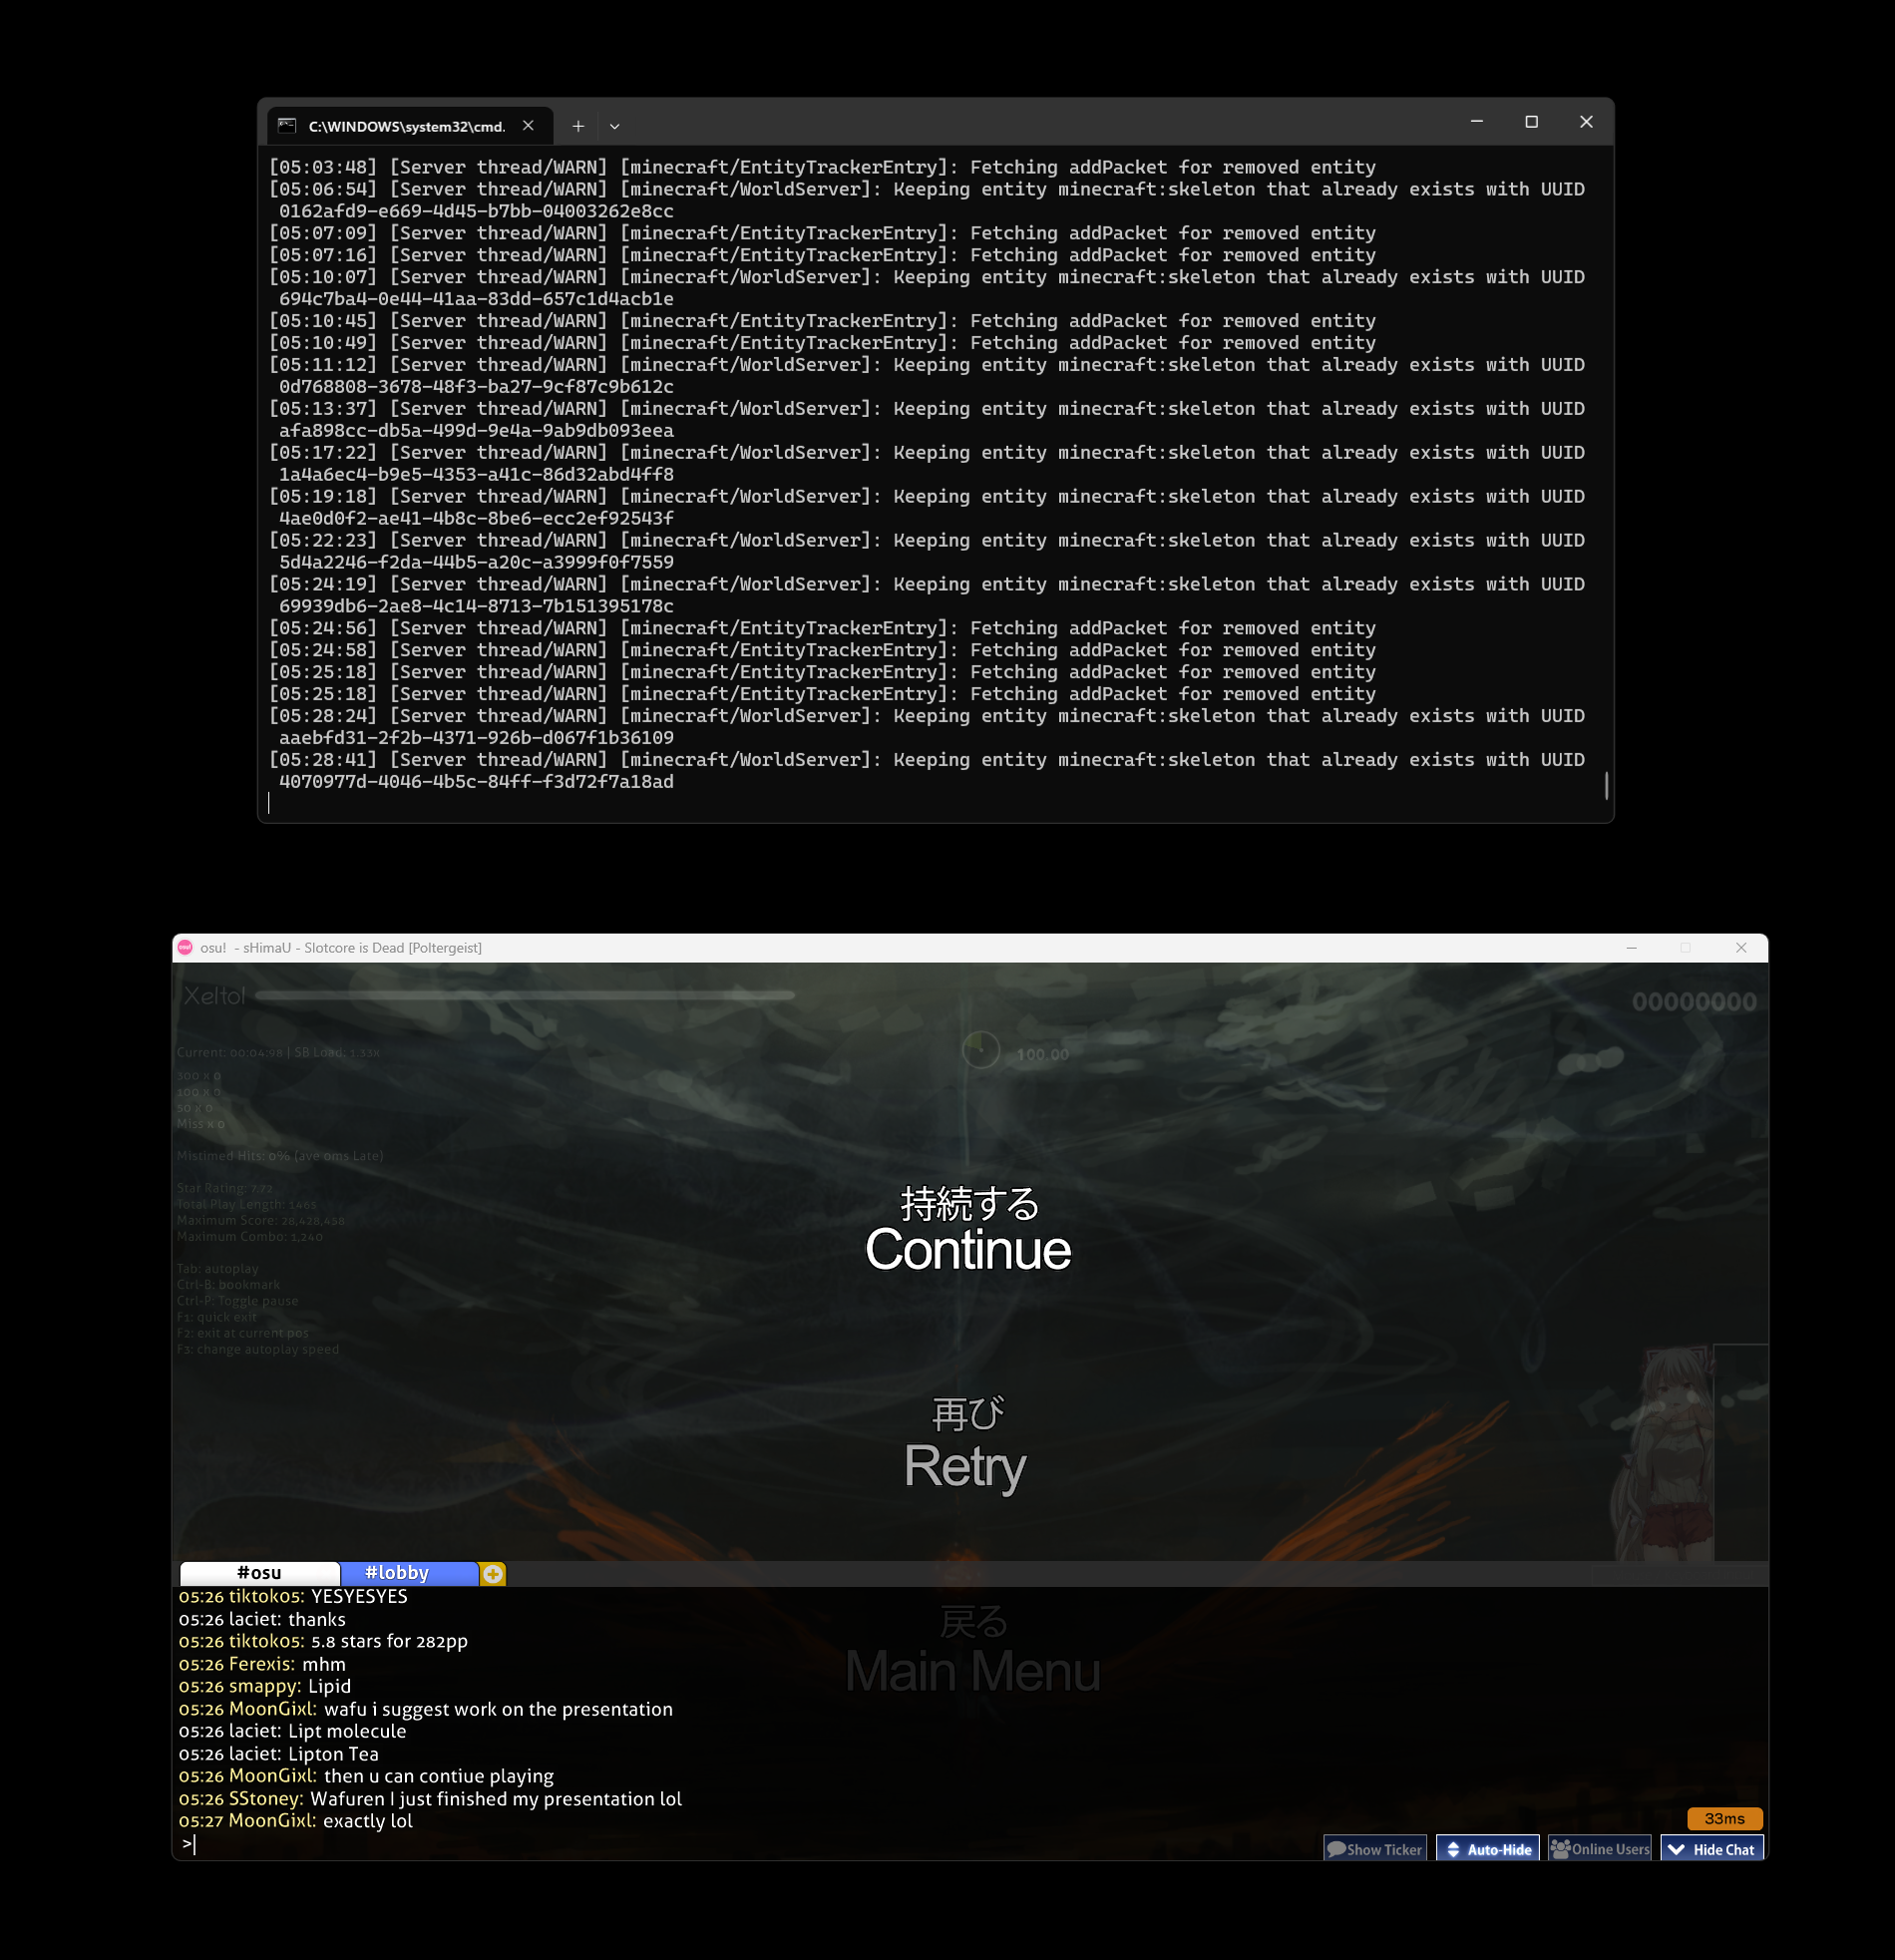 C:\WINDOWS\system32\cmd.
[05:03:48] [Server thread/WARN] [minecraft/EntityTrackerEntry]: Fetching addPacket for removed entity
[05:06:54] [Server thread/WARN] [minecraft/WorldServer]: Keeping entity minecraft:skeleton that already exists with UUID
0162afd9-e669-4d45-b7bb-04003262e8cc
[05:07:09] [Server thread/WARN] [minecraft/EntityTrackerEntry]: Fetching addPacket for removed entity
[05:07:16] [Server thread/WARN] [minecraft/EntityTrackerEntry]: Fetching addPacket for removed entity
[05:10:07] [Server thread/WARN] [minecraft/WorldServer]: Keeping entity minecraft:skeleton that already exists with UUID
694c7ba4-0e44-41aa-83dd-657c1d4acb1e
[05:10:45] [Server thread/WARN] [minecraft/EntityTrackerEntry]: Fetching addPacket for removed entity
[05:10:49] [Server thread/WARN] [minecraft/EntityTrackerEntry]: Fetching addPacket for removed entity
[05:11:12] [Server thread/WARN] [minecraft/WorldServer]: Keeping entity minecraft:skeleton that already exists with UUID
0d768808-3678-48f3-ba27-9cf87c9b612c
[05:13:37] [Server thread/WARN] [minecraft/WorldServer]: Keeping entity minecraft:skeleton that already exists with UUID
afa898cc-db5a-499d-9e4a-9ab9db093eea
[05:17:22] [Server thread/WARN] [minecraft/WorldServer]: Keeping entity minecraft:skeleton that already exists with UUID
1a4a6ec4-b9e5-4353-a41c-86d32abd4ff8
[05:19:18] [Server thread/WARN] [minecraft/WorldServer]: Keeping entity minecraft:skeleton that already exists with UUID
4ae0d0f2-ae41-4b8c-8be6-ecc2ef92543f
[05:22:23] [Server thread/WARN] [minecraft/WorldServer]: Keeping entity minecraft:skeleton that already exists with UUID
5d4a2246-f2da-44b5-a20c-a3999f0f7559
[05:24:19] [Server thread/WARN] [minecraft/WorldServer]: Keeping entity minecraft:skeleton that already exists with UUID
69939db6-2ae8-4c14-8713-7b151395178c
[05:24:56] [Server thread/WARN] [minecraft/EntityTrackerEntry]: Fetching addPacket for removed entity
[05:24:58] [Server thread/WARN] [minecraft/EntityTrackerEntry]: Fetching addPacket for removed entity
[05:25:18] [Server thread/WARN] [minecraft/EntityTrackerEntry]: Fetching addPacket for removed entity
[05:25:18] [Server thread/WARN] [minecraft/EntityTrackerEntry]: Fetching addPacket for removed entity
[05:28:24] [Server thread/WARN] [minecraft/WorldServer]: Keeping entity minecraft:skeleton that already exists with UUID
aaebfd31-2f2b-4371-926b-d067f1b36109
[05:28:41] [Server thread/WARN] [minecraft/WorldServer]: Keeping entity minecraft:skeleton that already exists with UUID
4070977d-4046-4b5c-84ff-f3d72f7a18ad
osu! - sHimaU - Slotcore is Dead [Poltergeist]
Xeltol
00000000
Current: 00:04:98 | SB Load: 1.33x
100.00
300 x 0
100 x 0
50 x 0
Miss x 0
Mistimed Hits: 0% (ave 0ms Late)
Star Rating: 7.72
Total Play Length: 146s
Maximum Score: 28,428,458
Maximum Combo: 1,240
Tab: autoplay
Ctrl-B: bookmark
Ctrl-P: Toggle pause
F1: quick exit
F2: exit at current pos
F3: change autoplay speed
持続する
Continue
再び
Retry
戻る
Main Menu
#osu
#lobby
05:26 tiktok05: YESYESYES
05:26 laciet: thanks
05:26 tiktok05: 5.8 stars for 282pp
05:26 Ferexis: mhm
05:26 smappy: Lipid
05:26 MoonGixl: wafu i suggest work on the presentation
05:26 laciet: Lipt molecule
05:26 laciet: Lipton Tea
05:26 MoonGixl: then u can contiue playing
05:26 SStoney: Wafuren I just finished my presentation lol
05:27 MoonGixl: exactly lol
>
33ms
Show Ticker
Auto-Hide
Online Users
Hide Chat